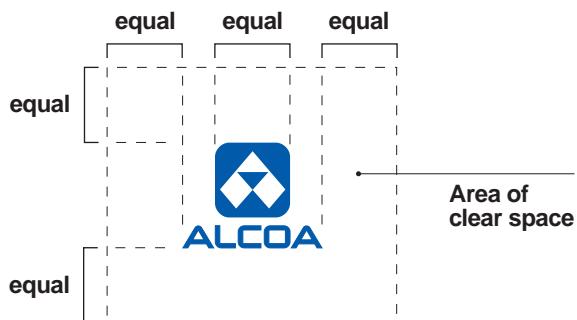 equal equal equal
equal
Area of
clear space
ALCOA
equal